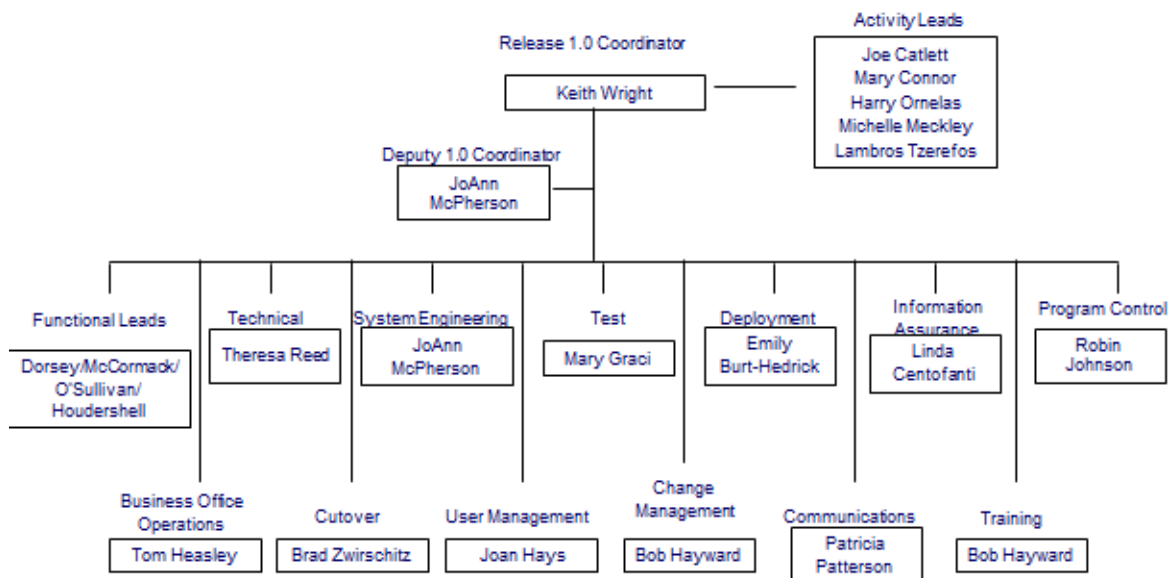 Activity Leads
Release 1.0 Coordinator
Joe Catlett
Mary Connor
Harry Ornelas
Michelle Meckley
Lambros Tzerefos
Keith Wright
Deputy 1.0 Coordinator
JoAnn
McPherson
Functional Leads
Dorsey/McCormack/
O'Sullivan/
Houdershell
Technical
Theresa Reed
System Engineering
JoAnn
McPherson
Test
Mary Graci
Deployment
Emily
Burt-Hedrick
Information
Assurance
Linda
Centofanti
Program Control
Robin
Johnson
Business Office
Operations
Tom Heasley
Cutover
Brad Zwirschitz
User Management
Joan Hays
Change
Management
Bob Hayward
Communications
Patricia
Patterson
Training
Bob Hayward